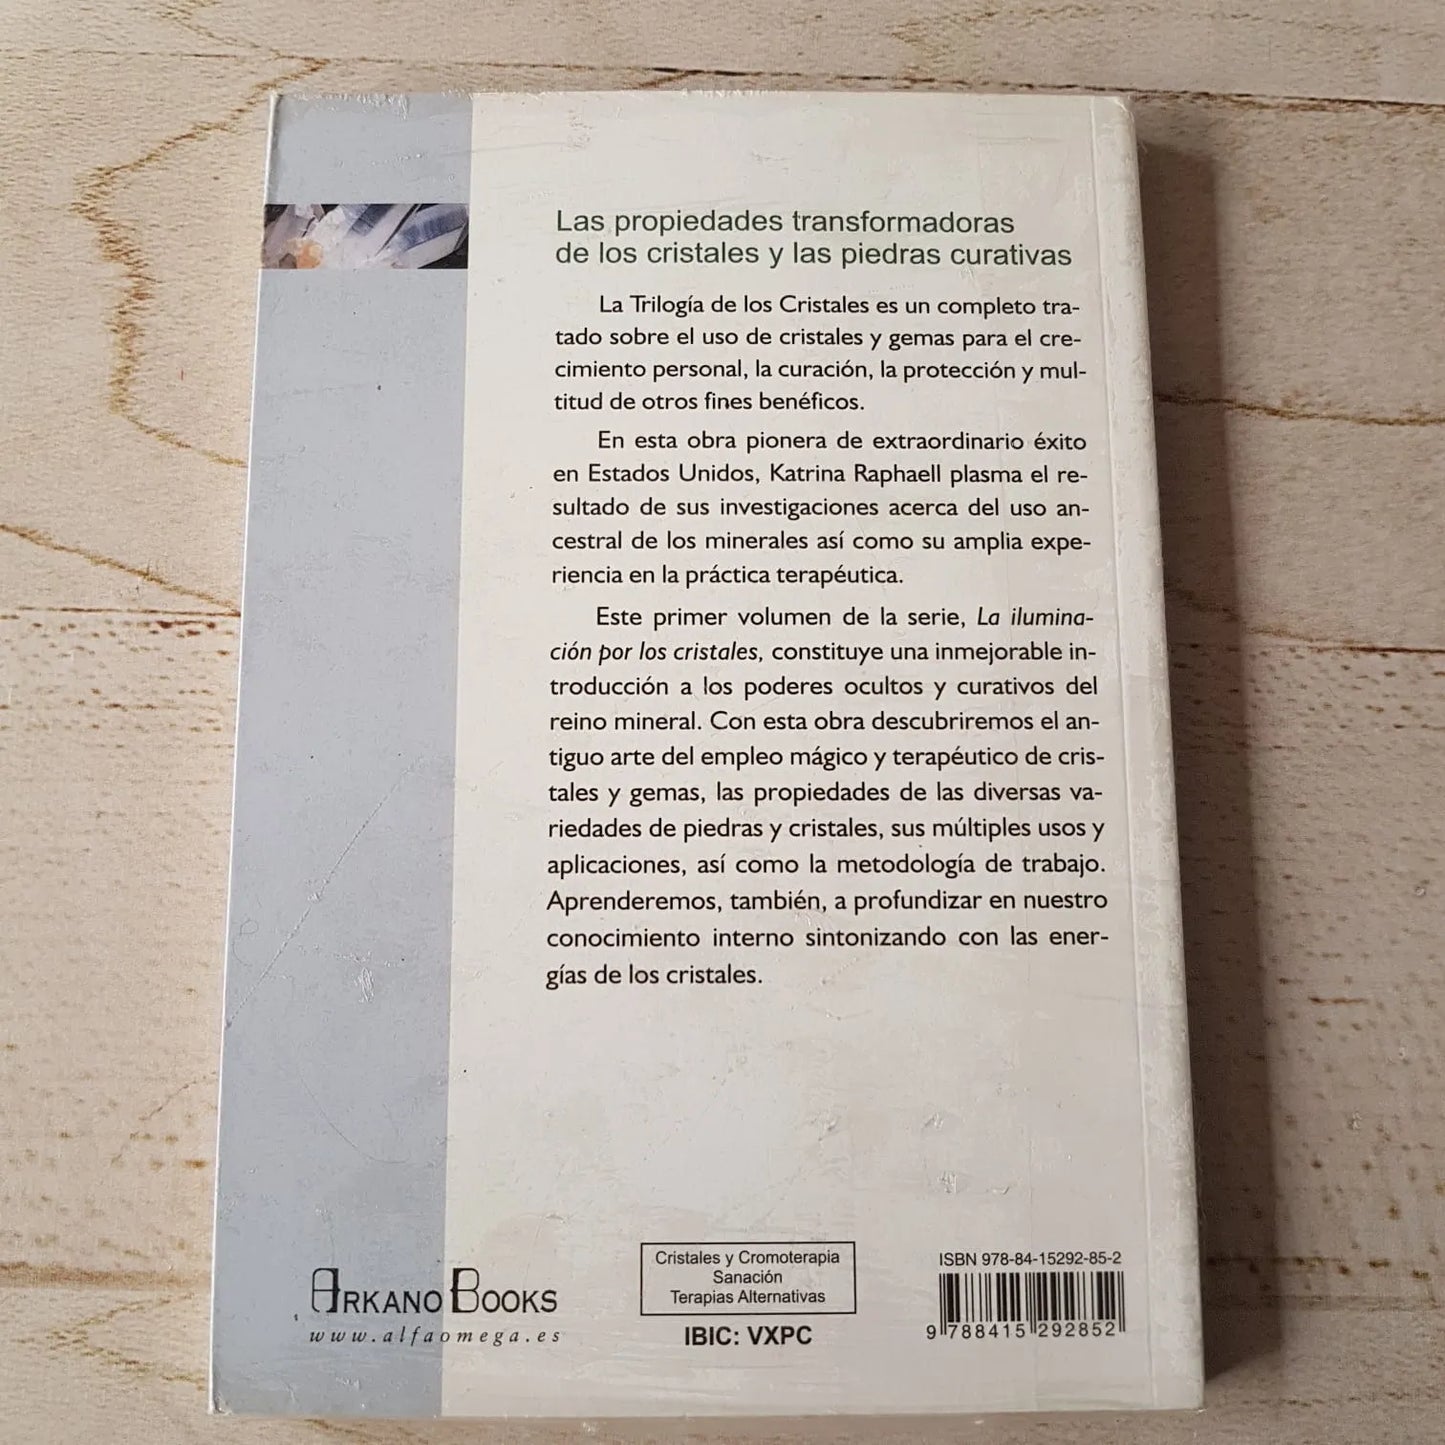 Las propiedades transformadoras
de los cristales y las piedras curativas
La Trilogía de los Cristales es un completo tra-
tado sobre el uso de cristales y gemas para el cre-
cimiento personal, la curación, la protección y mul-
titud de otros fines benéficos.
En esta obra pionera de extraordinario éxito
en Estados Unidos, Katrina Raphaell plasma el re-
sultado de sus investigaciones acerca del uso an-
cestral de los minerales así como su amplia expe-
riencia en la práctica terapéutica.
Este primer volumen de la serie, La ilumina-
ción por los cristales, constituye una inmejorable in-
troducción a los poderes ocultos y curativos del
reino mineral. Con esta obra descubriremos el an-
tiguo arte del empleo mágico y terapéutico de cris-
tales y gemas, las propiedades de las diversas va-
riedades de piedras y cristales, sus múltiples usos y
aplicaciones, así como la metodología de trabajo.
Aprenderemos, también, a profundizar en nuestro
conocimiento interno sintonizando con las ener-
gías de los cristales.
ARKANO BOOKS
www.alfaomega.es
Cristales y Cromoterapia
Sanación
Terapias Alternativas
IBIC: VXPC
ISBN 978-84-15292-85-2
9 788415 292852